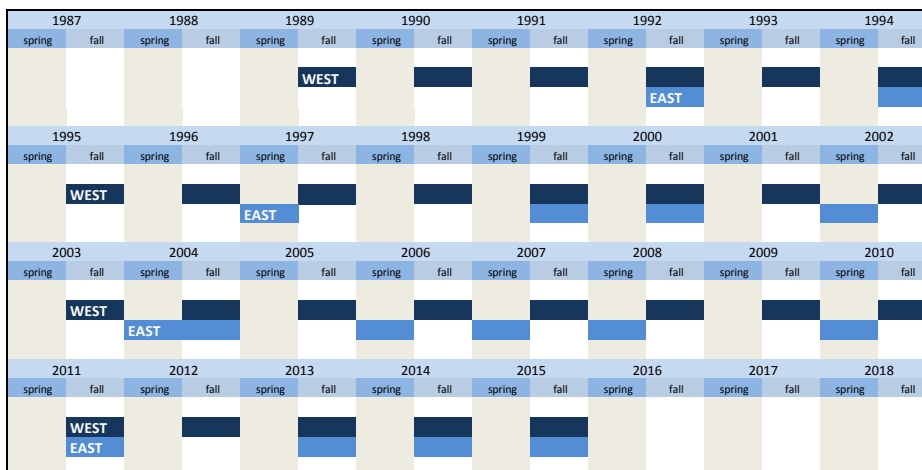 1987 1988 1989 1990 1991 1992 1993 1994
spring fall spring fall spring fall spring fall spring fall spring fall spring fall spring fall
WEST
EAST
1995 1996 1997 1998 1999 2000 2001 2002
spring fall spring fall spring fall spring fall spring fall spring fall spring fall spring fall
WEST
EAST
2003 2004 2005 2006 2007 2008 2009 2010
spring fall spring fall spring fall spring fall spring fall spring fall spring fall spring fall
WEST
EAST
2011 2012 2013 2014 2015 2016 2017 2018
spring fall spring fall spring fall spring fall spring fall spring fall spring fall spring fall
WEST
EAST